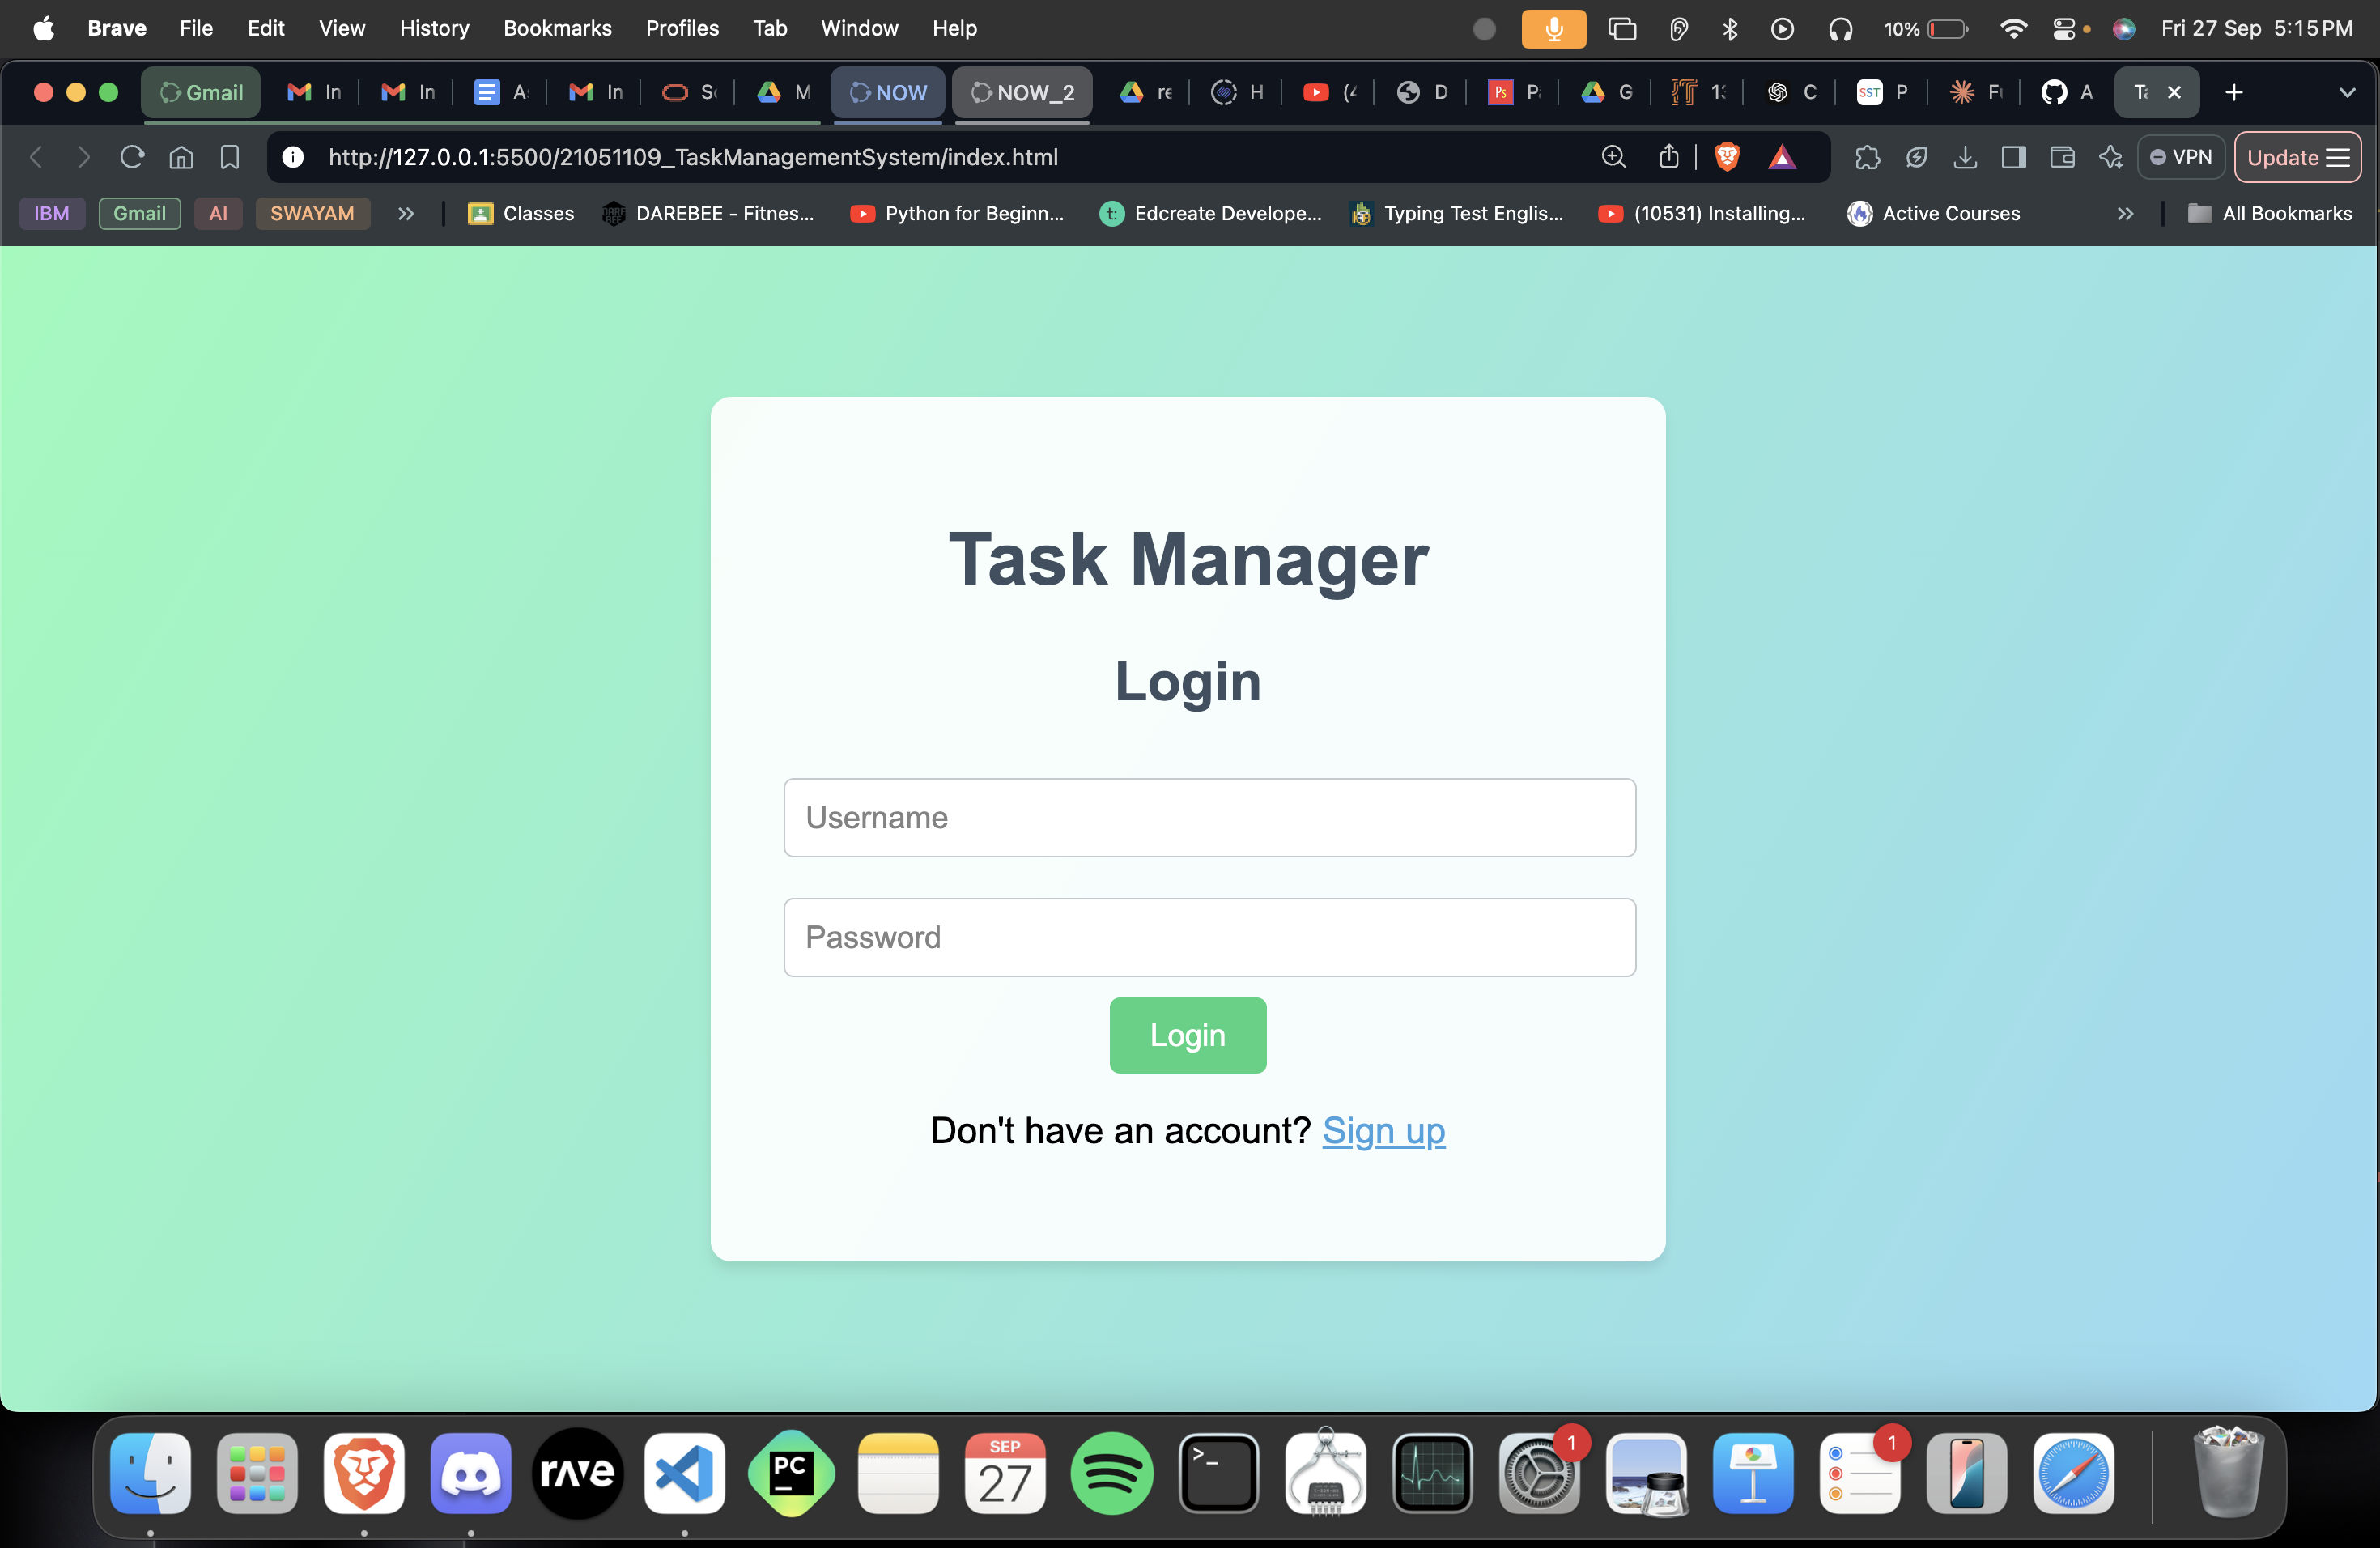 Brave File Edit View History Bookmarks Profiles Tab Window Help 10% Fri 27 Sep 5:15 PM
Gmail In In A In S M NOW NOW_2 re H D P G C SST P F A
http://127.0.0.1:5500/21051109_TaskManagementSystem/index.html VPN Update
IBM Gmail AI SWAYAM Classes DAREBEE - Fitnes... Python for Beginn... Edcreate Develope... Typing Test Englis... (10531) Installing... Active Courses All Bookmarks
Task Manager
Login
Username
Password
Login
Don't have an account? Sign up
rave PC SEP 27 1 1